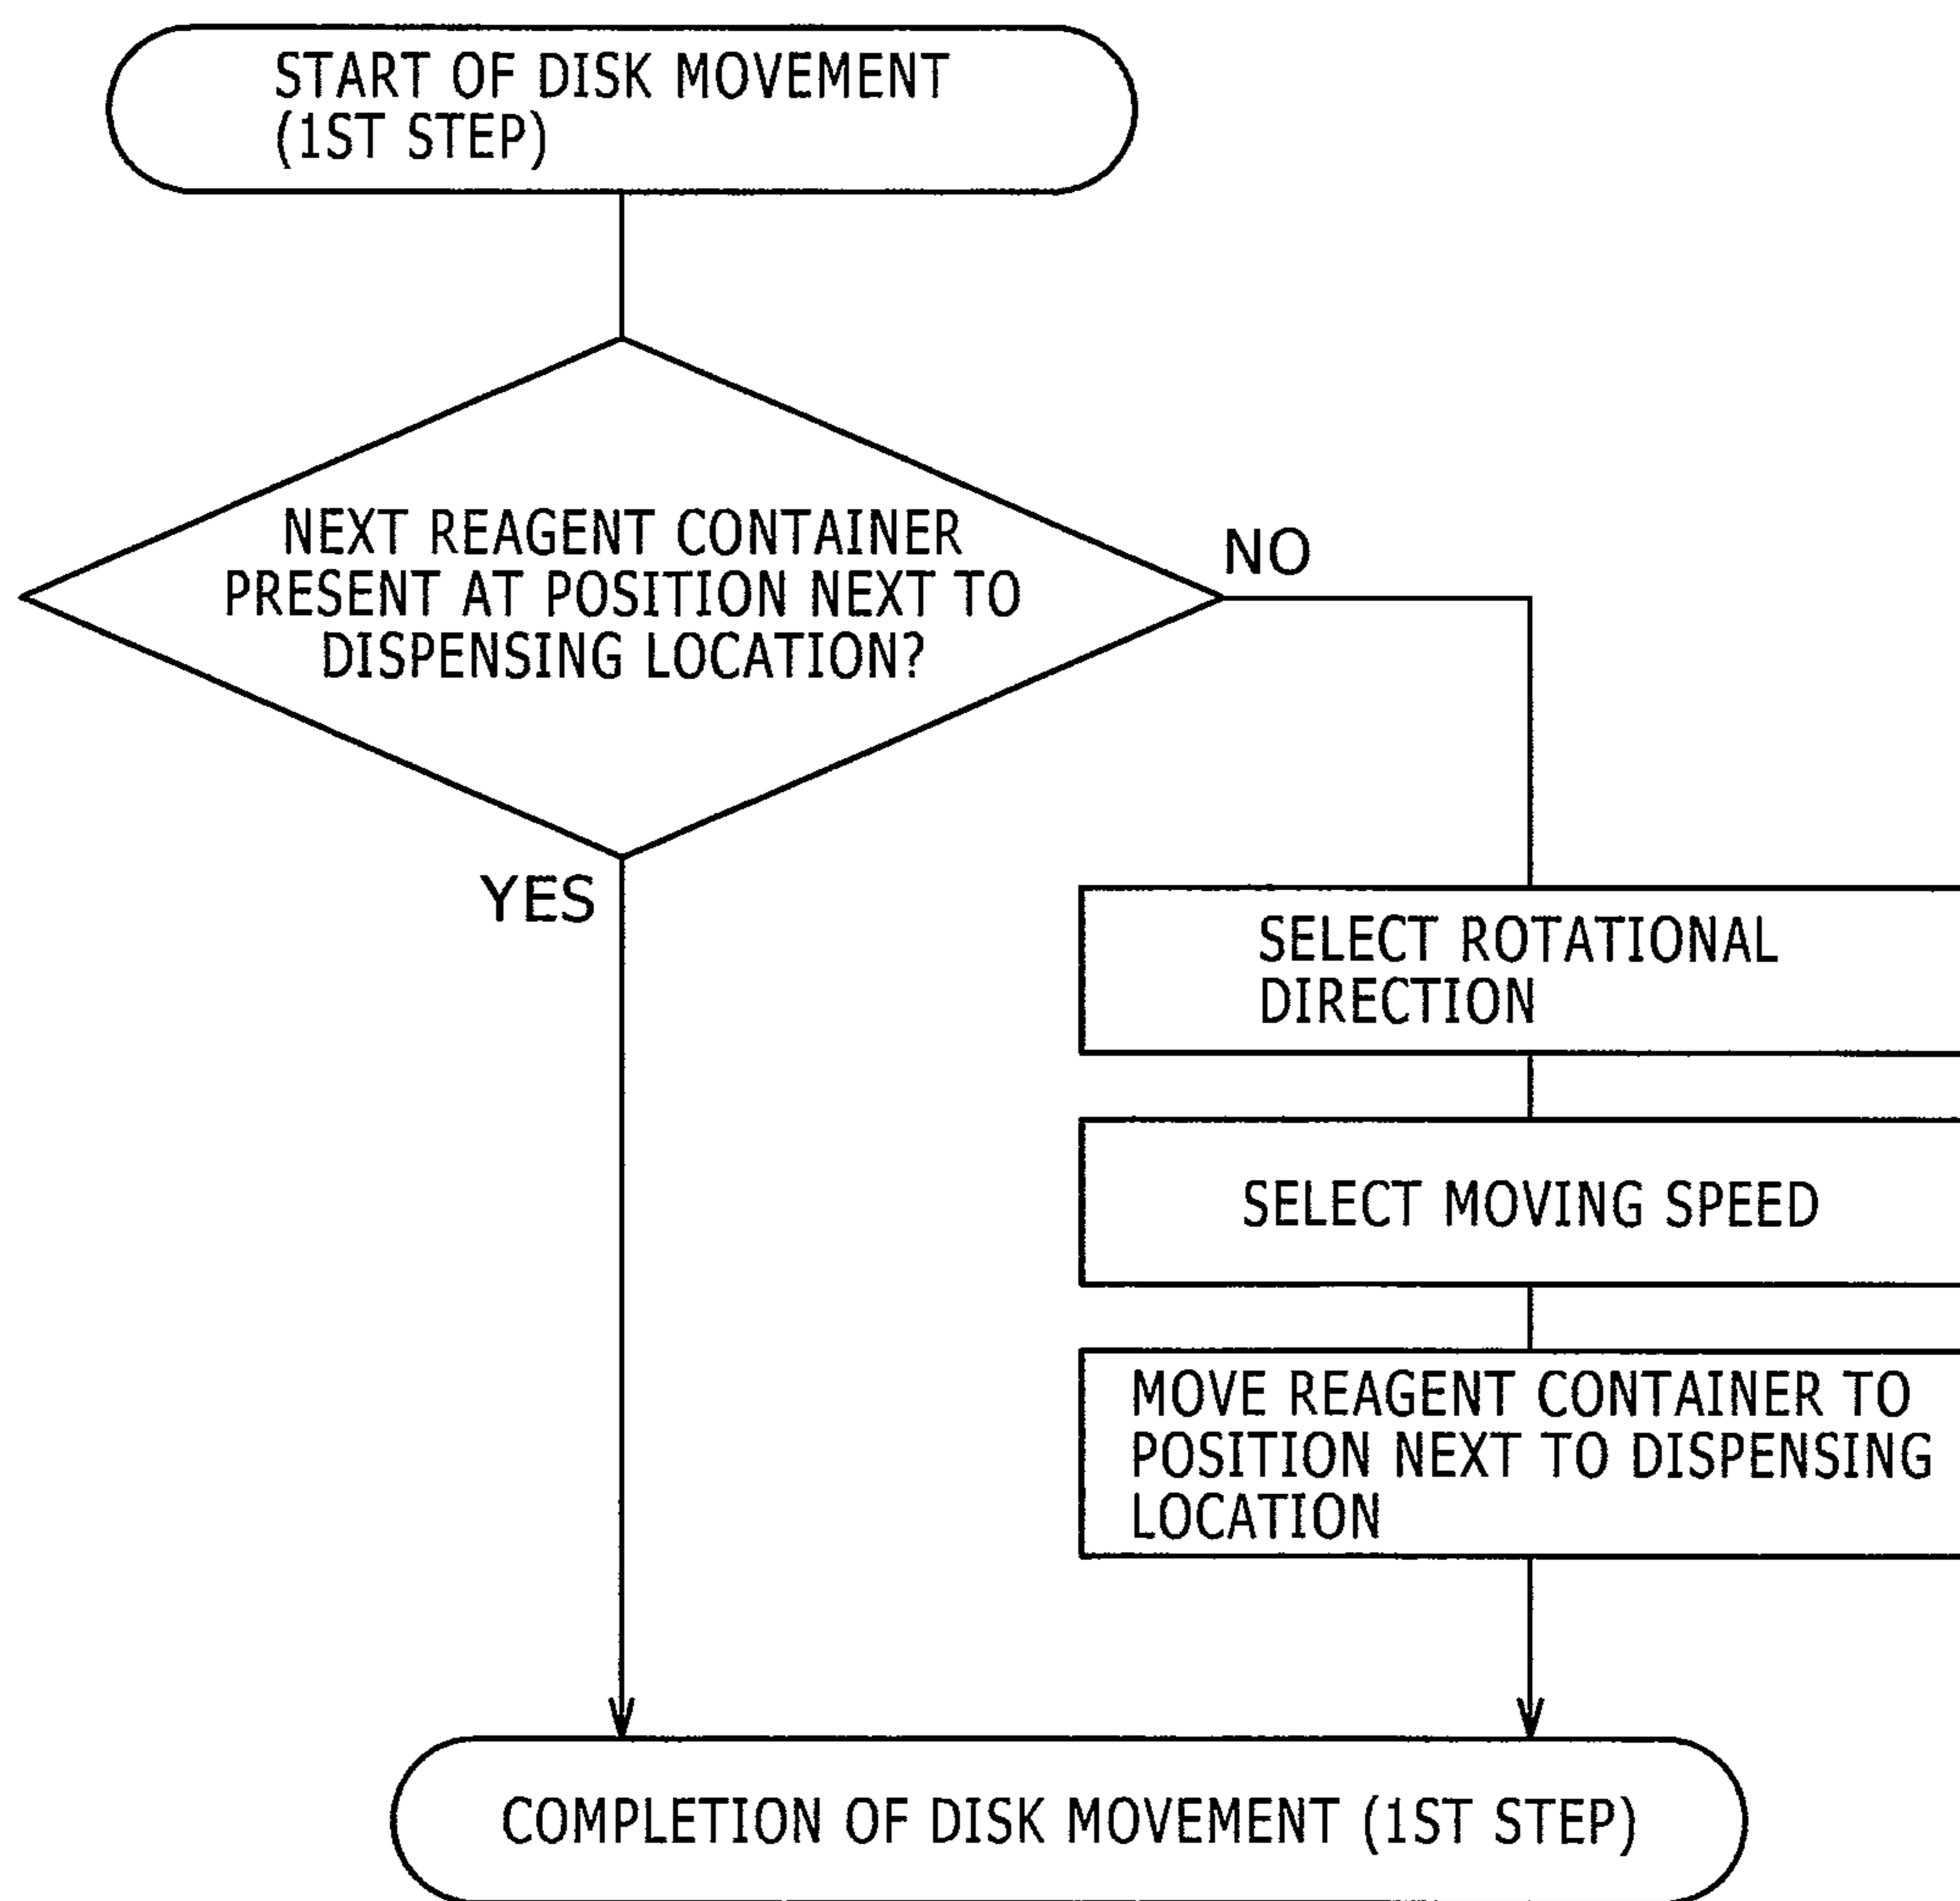 START OF DISK MOVEMENT
(1ST STEP)
NEXT REAGENT CONTAINER
PRESENT AT POSITION NEXT TO
DISPENSING LOCATION?
NO
YES
SELECT ROTATIONAL
DIRECTION
SELECT MOVING SPEED
MOVE REAGENT CONTAINER TO
POSITION NEXT TO DISPENSING
LOCATION
COMPLETION OF DISK MOVEMENT (1ST STEP)